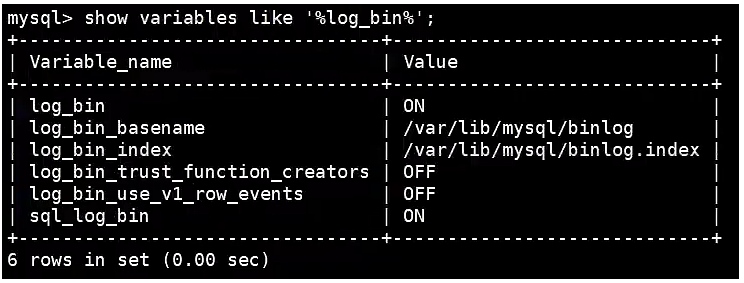 mysql> show variables like '%log_bin%';
+---------------------------------+-----------------------------+
| Variable_name                   | Value                       |
+---------------------------------+-----------------------------+
| log_bin                         | ON                          |
| log_bin_basename                | /var/lib/mysql/binlog       |
| log_bin_index                   | /var/lib/mysql/binlog.index |
| log_bin_trust_function_creators | OFF                         |
| log_bin_use_v1_row_events       | OFF                         |
| sql_log_bin                     | ON                          |
+---------------------------------+-----------------------------+
6 rows in set (0.00 sec)